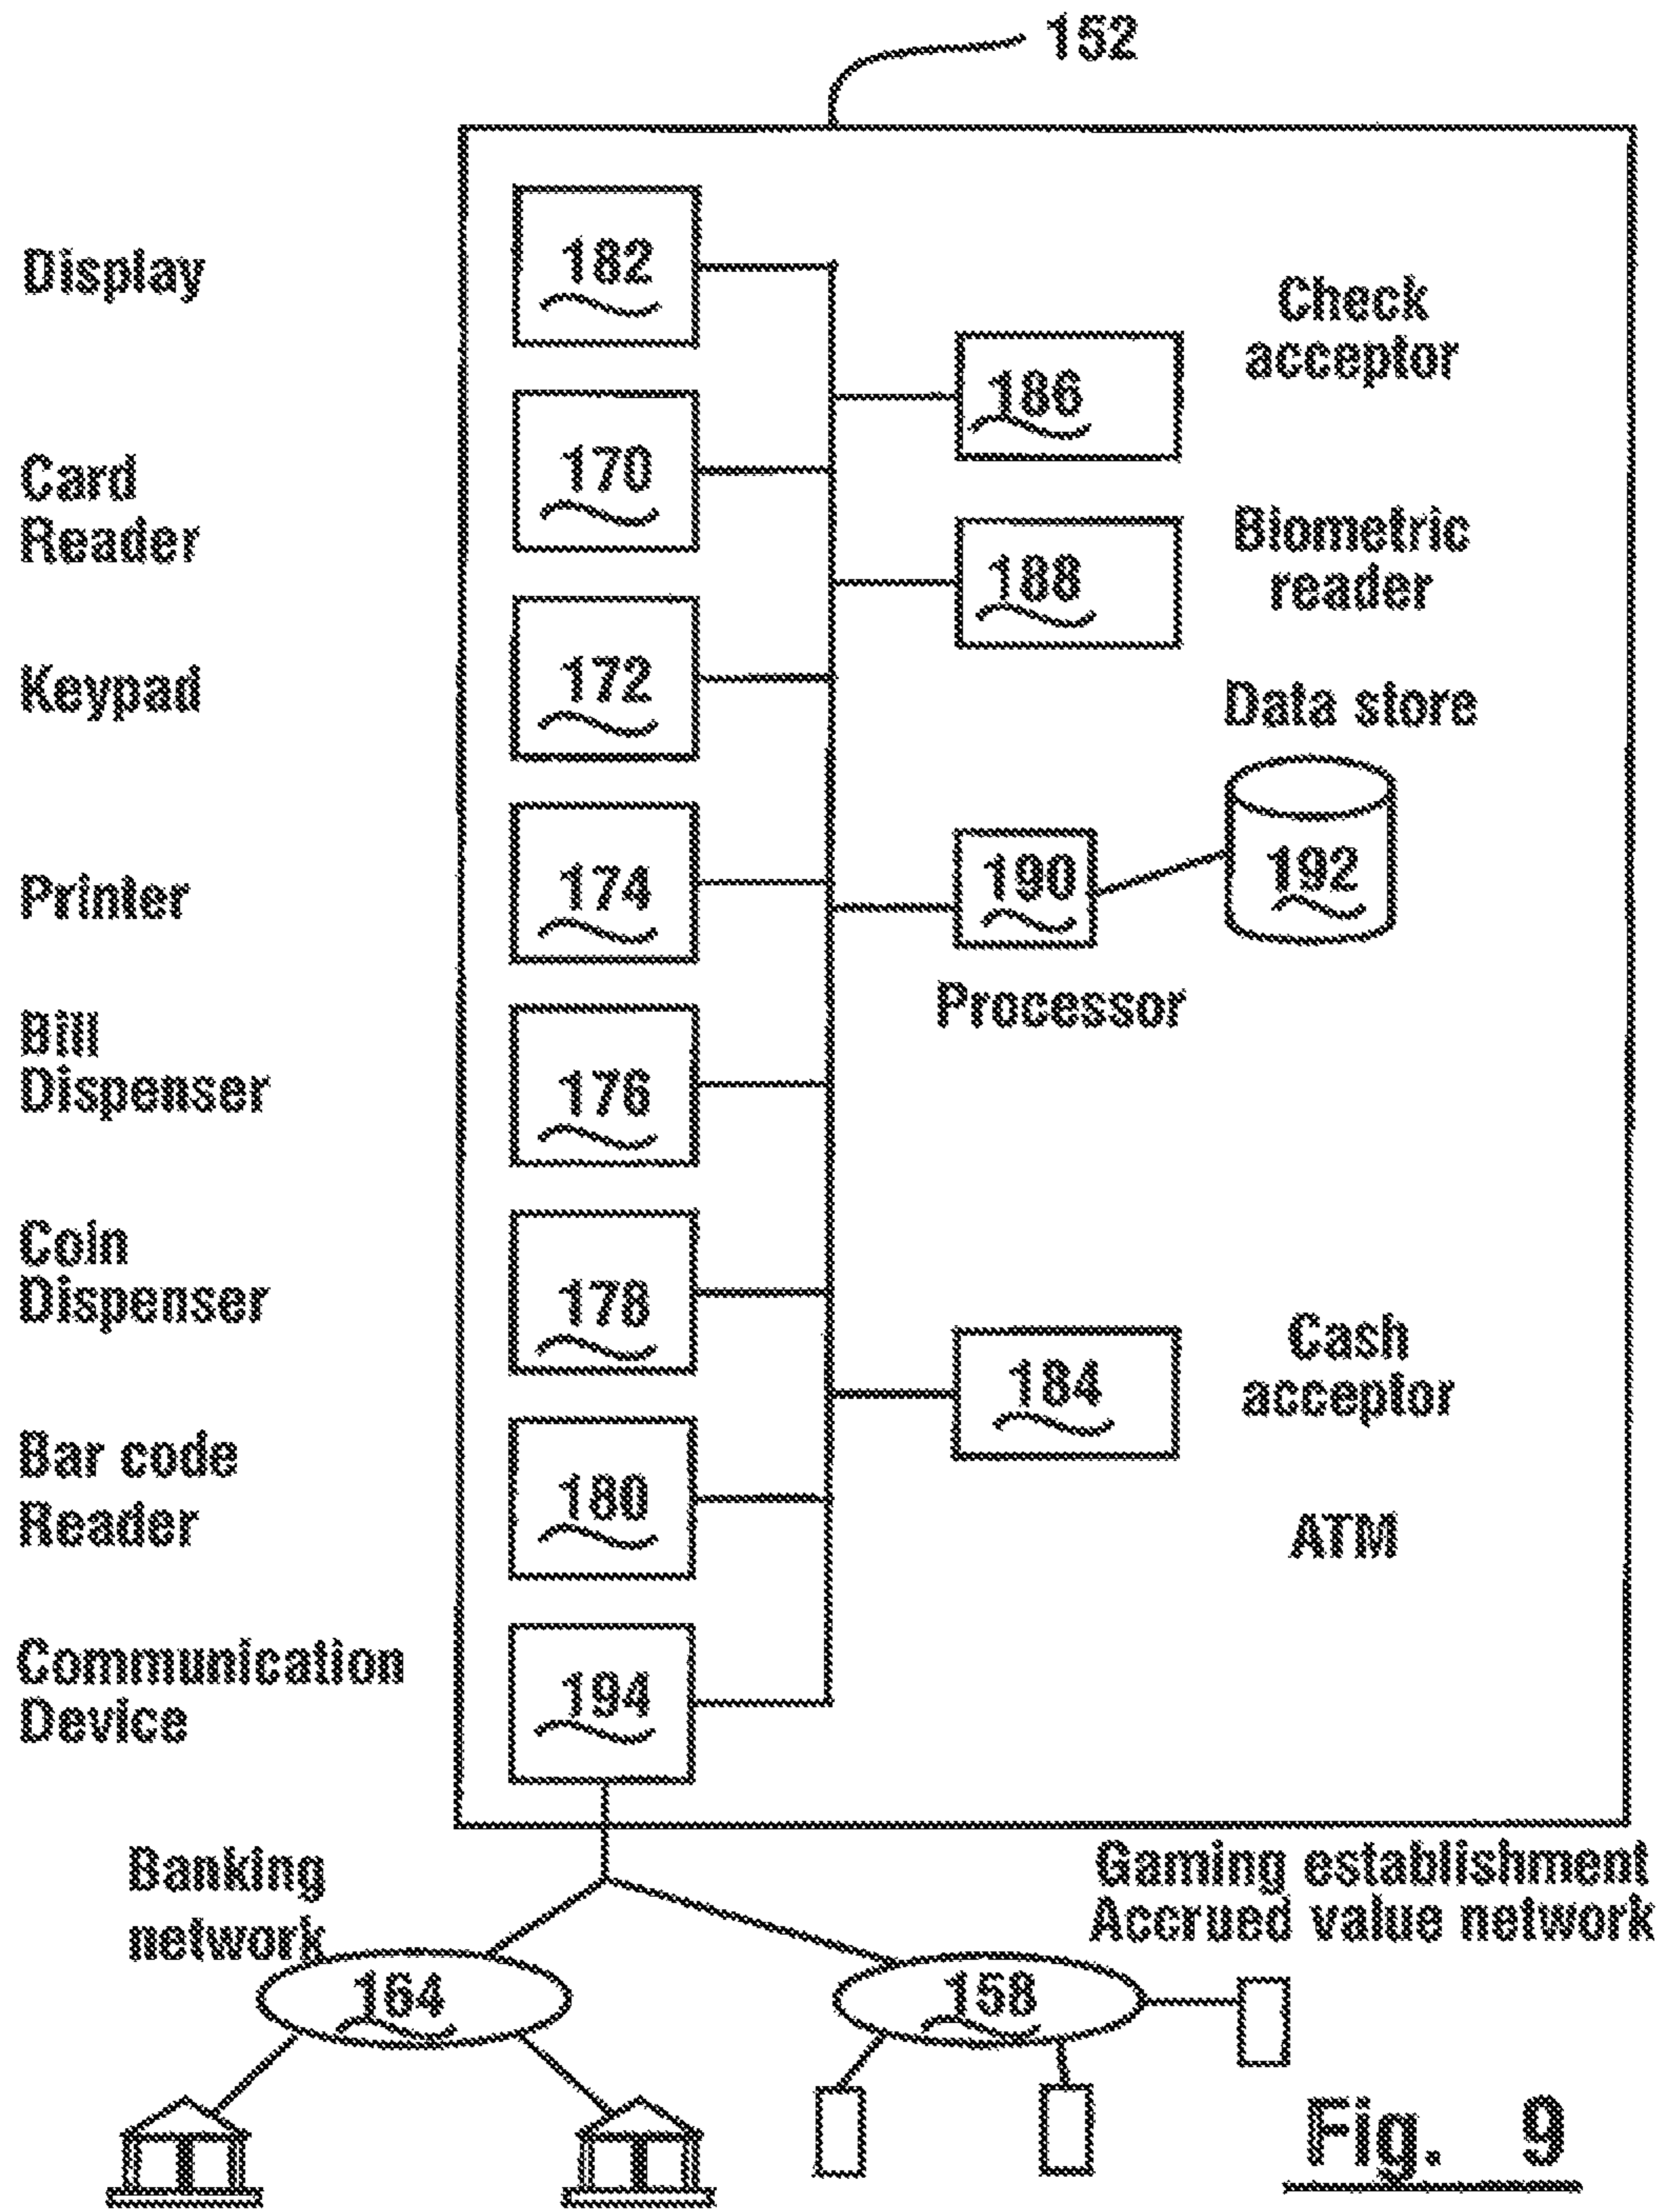 152
Display
182
Check
acceptor
186
Card
Reader
170
Biometric
reader
188
Keypad
172
Data store
Printer
174
190
192
Processor
Bill
Dispenser
176
Coin
Dispenser
178
Cash
acceptor
184
Bar code
Reader
180
ATM
Communication
Device
194
Banking
network
Gaming establishment
Accrued value network
164
158
Fig. 9